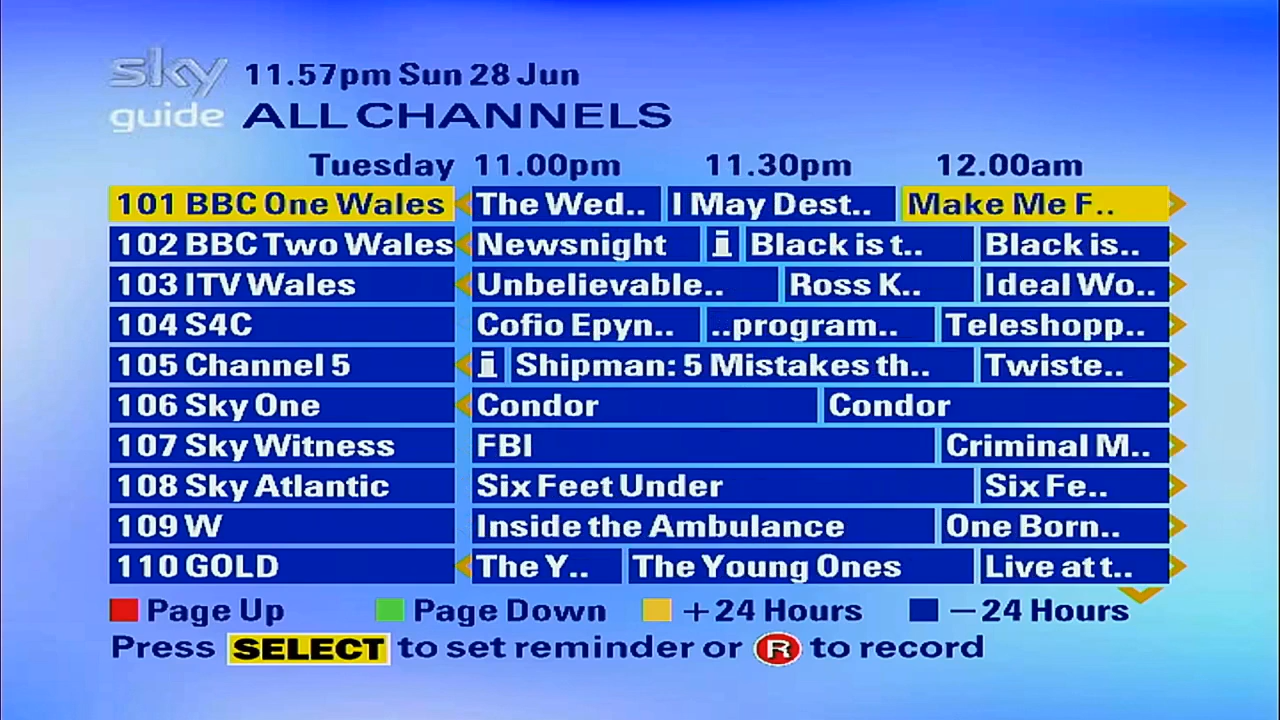 sky 11.57pm Sun 28 Jun
guide ALL CHANNELS
Tuesday 11.00pm 11.30pm 12.00am
101 BBC One Wales The Wed.. I May Dest.. Make Me F..
102 BBC Two Wales Newsnight i Black is t.. Black is..
103 ITV Wales Unbelievable.. Ross K.. Ideal Wo..
104 S4C Cofio Epyn.. ..program.. Teleshopp..
105 Channel 5 i Shipman: 5 Mistakes th.. Twiste..
106 Sky One Condor Condor
107 Sky Witness FBI Criminal M..
108 Sky Atlantic Six Feet Under Six Fe..
109 W Inside the Ambulance One Born..
110 GOLD The Y.. The Young Ones Live at t..
Page Up Page Down +24 Hours −24 Hours
Press SELECT to set reminder or R to record